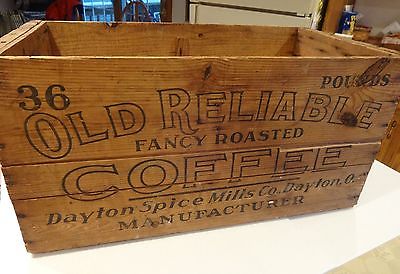 36 POUNDS
OLD RELIABLE
FANCY ROASTED
COFFEE
Dayton Spice Mills Co. Dayton, O.
MANUFACTURER